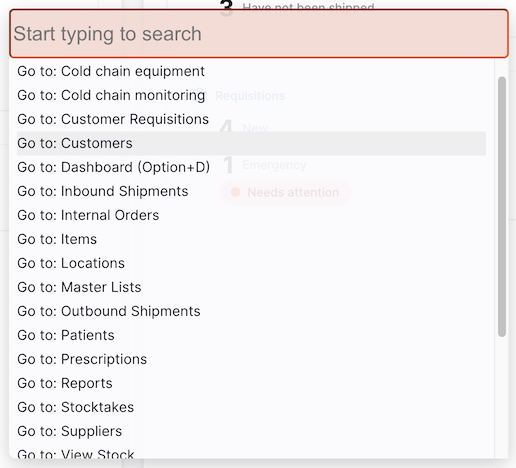 3 Have not been shipped
Start typing to search
Go to: Cold chain equipment
Go to: Cold chain monitoring
Requisitions
Go to: Customer Requisitions
4 New
Go to: Customers
Go to: Dashboard (Option+D)
1 Emergency
Go to: Inbound Shipments
Needs attention
Go to: Internal Orders
Go to: Items
Go to: Locations
Go to: Master Lists
Go to: Outbound Shipments
Go to: Patients
Go to: Prescriptions
Go to: Reports
Go to: Stocktakes
Go to: Suppliers
Go to: View Stock